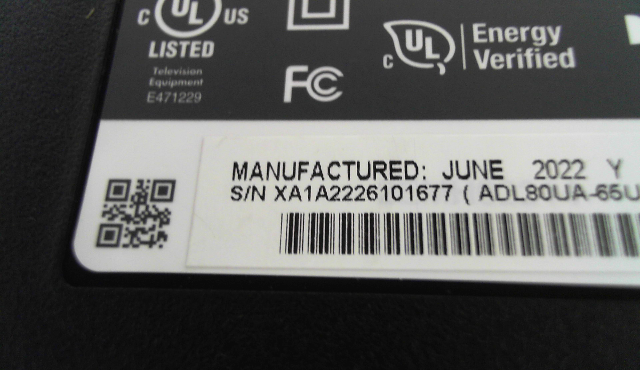 UL
C US
LISTED
Television
Equipment
E471229
FC
C UL Energy
Verified
MANUFACTURED: JUNE 2022 Y
S/N XA1A2226101677 ( ADL80UA-65U